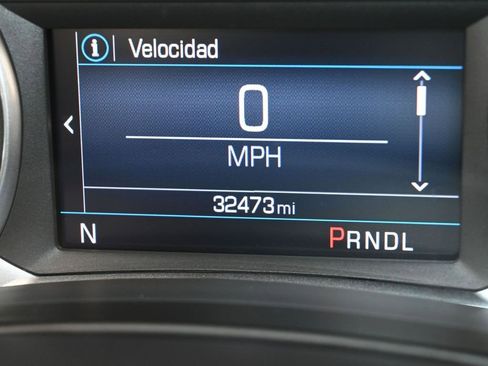 Velocidad
0
MPH
32473 mi
N
PRNDL